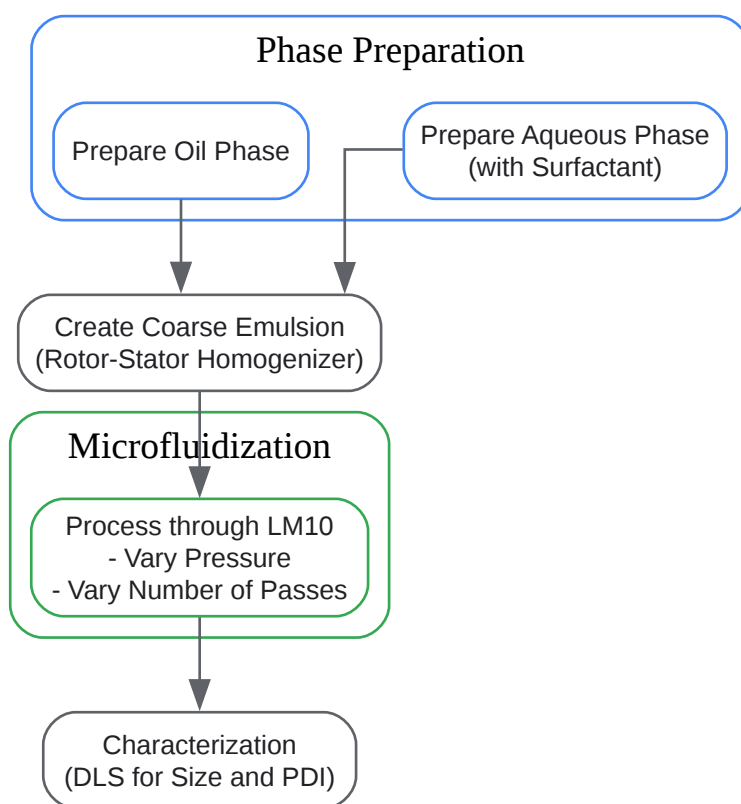 Phase Preparation
Prepare Oil Phase
Prepare Aqueous Phase
(with Surfactant)
Create Coarse Emulsion
(Rotor-Stator Homogenizer)
Microfluidization
Process through LM10
- Vary Pressure
- Vary Number of Passes
Characterization
(DLS for Size and PDI)